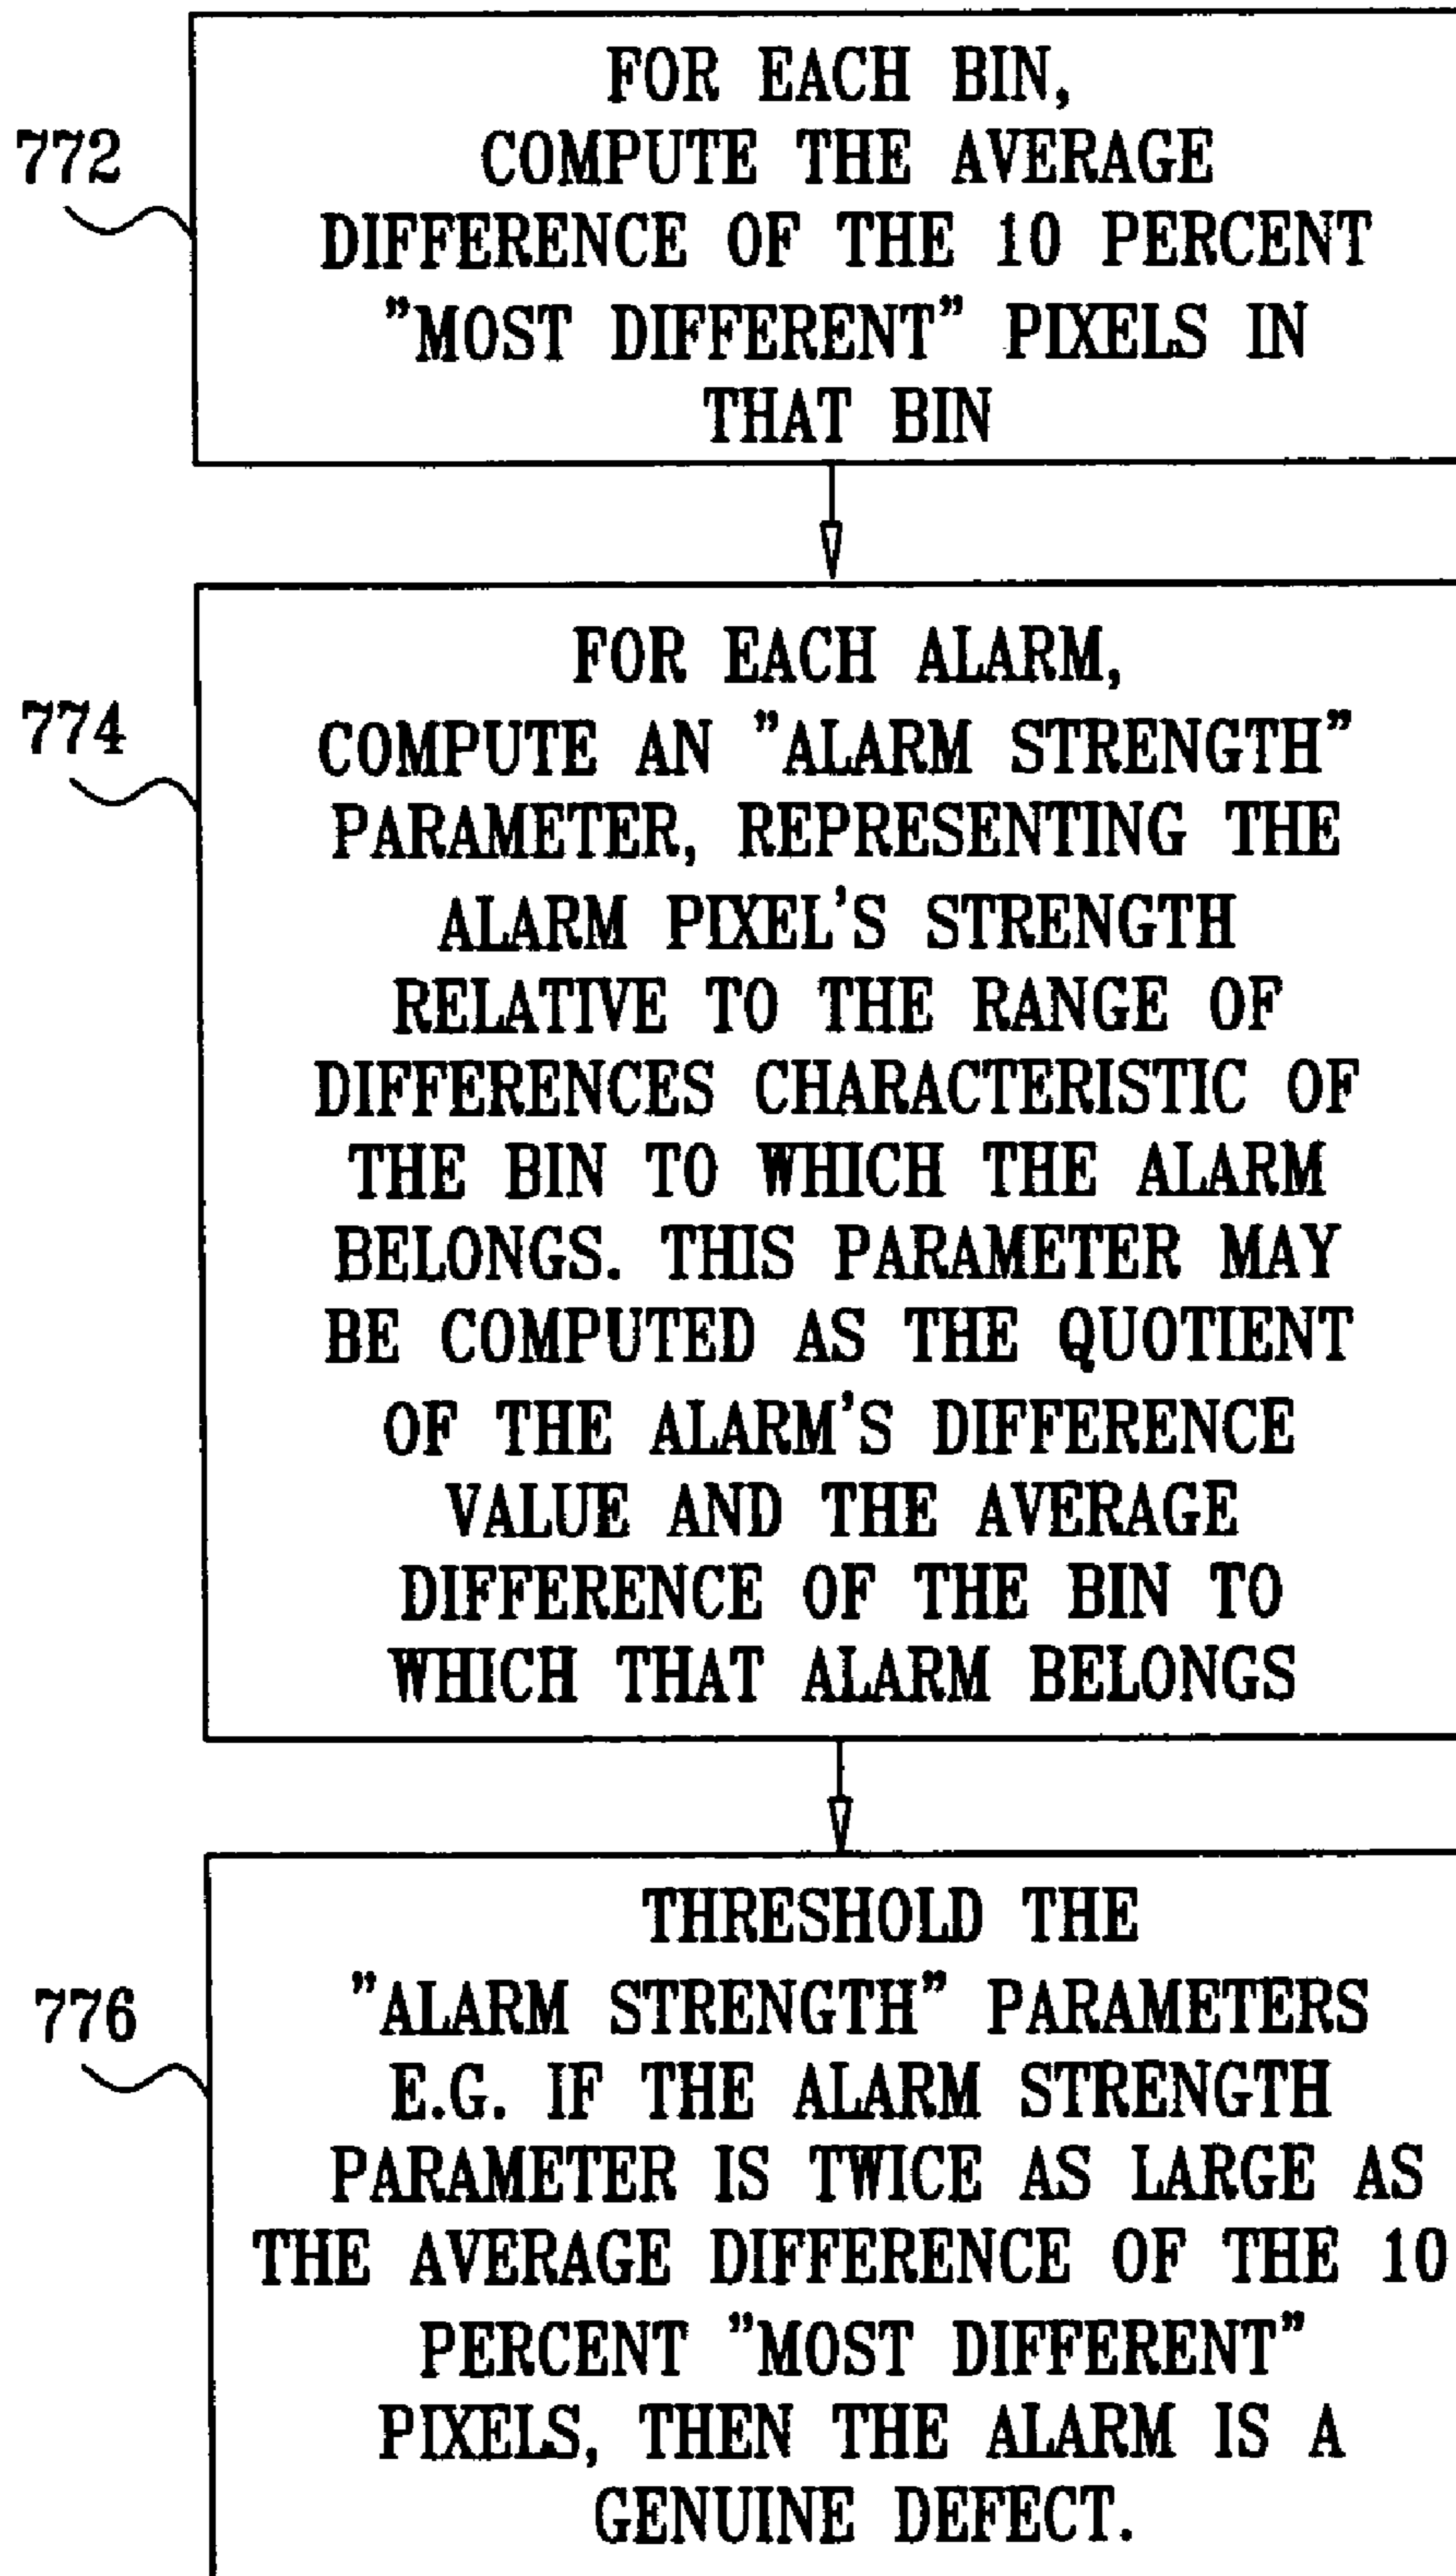 772
FOR EACH BIN,
COMPUTE THE AVERAGE
DIFFERENCE OF THE 10 PERCENT
"MOST DIFFERENT" PIXELS IN
THAT BIN
774
FOR EACH ALARM,
COMPUTE AN "ALARM STRENGTH"
PARAMETER, REPRESENTING THE
ALARM PIXEL'S STRENGTH
RELATIVE TO THE RANGE OF
DIFFERENCES CHARACTERISTIC OF
THE BIN TO WHICH THE ALARM
BELONGS. THIS PARAMETER MAY
BE COMPUTED AS THE QUOTIENT
OF THE ALARM'S DIFFERENCE
VALUE AND THE AVERAGE
DIFFERENCE OF THE BIN TO
WHICH THAT ALARM BELONGS
776
THRESHOLD THE
"ALARM STRENGTH" PARAMETERS
E.G. IF THE ALARM STRENGTH
PARAMETER IS TWICE AS LARGE AS
THE AVERAGE DIFFERENCE OF THE 10
PERCENT "MOST DIFFERENT"
PIXELS, THEN THE ALARM IS A
GENUINE DEFECT.